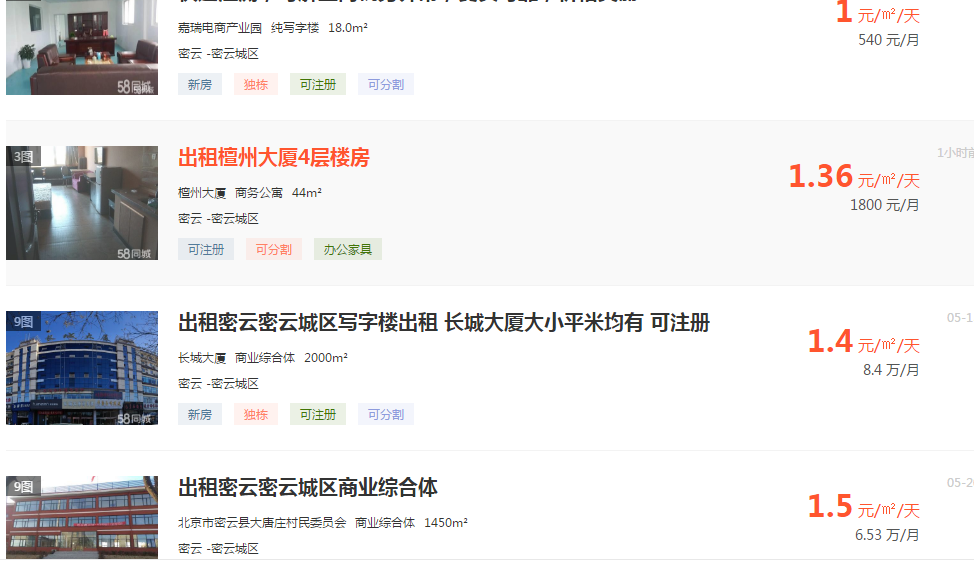 1 元/㎡/天
嘉瑞电商产业园 纯写字楼 18.0m²
540 元/月
密云 -密云城区
新房 独栋 可注册 可分割
58同城
3图
出租檀州大厦4层楼房
1小时前
1.36 元/㎡/天
檀州大厦 商务公寓 44m²
1800 元/月
密云 -密云城区
可注册 可分割 办公家具
58同城
9图
出租密云密云城区写字楼出租 长城大厦大小平米均有 可注册
05-1
1.4 元/㎡/天
长城大厦 商业综合体 2000m²
8.4 万/月
密云 -密云城区
新房 独栋 可注册 可分割
58同城
9图
出租密云密云城区商业综合体
05-20
1.5 元/㎡/天
北京市密云县大唐庄村民委员会 商业综合体 1450m²
6.53 万/月
密云 -密云城区